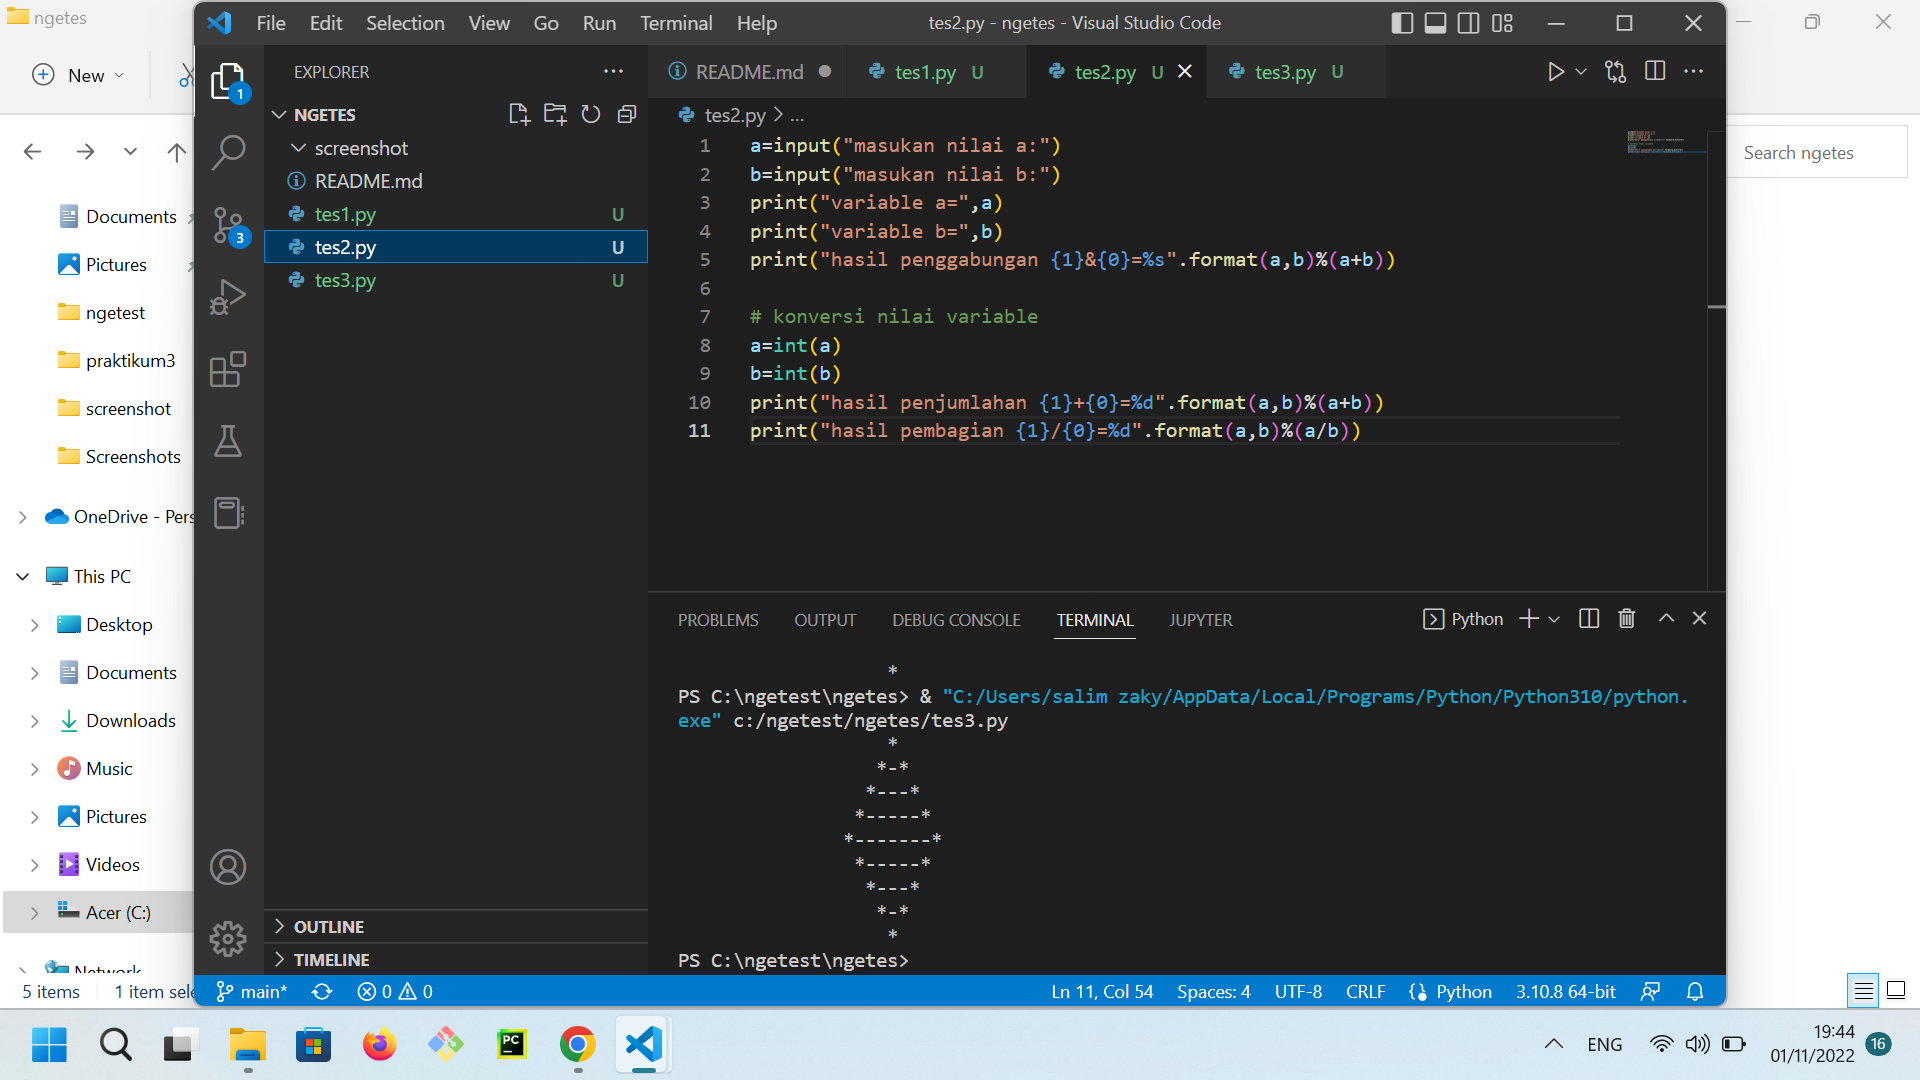 ngetes
File Edit Selection View Go Run Terminal Help
tes2.py - ngetes - Visual Studio Code
New
Search ngetes
Documents
Pictures
ngetest
praktikum3
screenshot
Screenshots
OneDrive - Pers
This PC
Desktop
Documents
Downloads
Music
Pictures
Videos
Acer (C:)
Network
5 items 1 item sele
1
3
EXPLORER
NGETES
screenshot
README.md
tes1.py U
tes2.py U
tes3.py U
OUTLINE
TIMELINE
README.md tes1.py U tes2.py U tes3.py U
tes2.py > ...
1 a=input("masukan nilai a:")
2 b=input("masukan nilai b:")
3 print("variable a=",a)
4 print("variable b=",b)
5 print("hasil penggabungan {1}&{0}=%s".format(a,b)%(a+b))
6
7 # konversi nilai variable
8 a=int(a)
9 b=int(b)
10 print("hasil penjumlahan {1}+{0}=%d".format(a,b)%(a+b))
11 print("hasil pembagian {1}/{0}=%d".format(a,b)%(a/b))
PROBLEMS OUTPUT DEBUG CONSOLE TERMINAL JUPYTER Python
*
PS C:\ngetest\ngetes> & "C:/Users/salim zaky/AppData/Local/Programs/Python/Python310/python.
exe" c:/ngetest/ngetes/tes3.py
*
*-*
*---*
*-----*
*-------*
*-----*
*---*
*-*
*
PS C:\ngetest\ngetes>
main* 0 0 Ln 11, Col 54 Spaces: 4 UTF-8 CRLF Python 3.10.8 64-bit
PC
ENG
19:44
01/11/2022
16